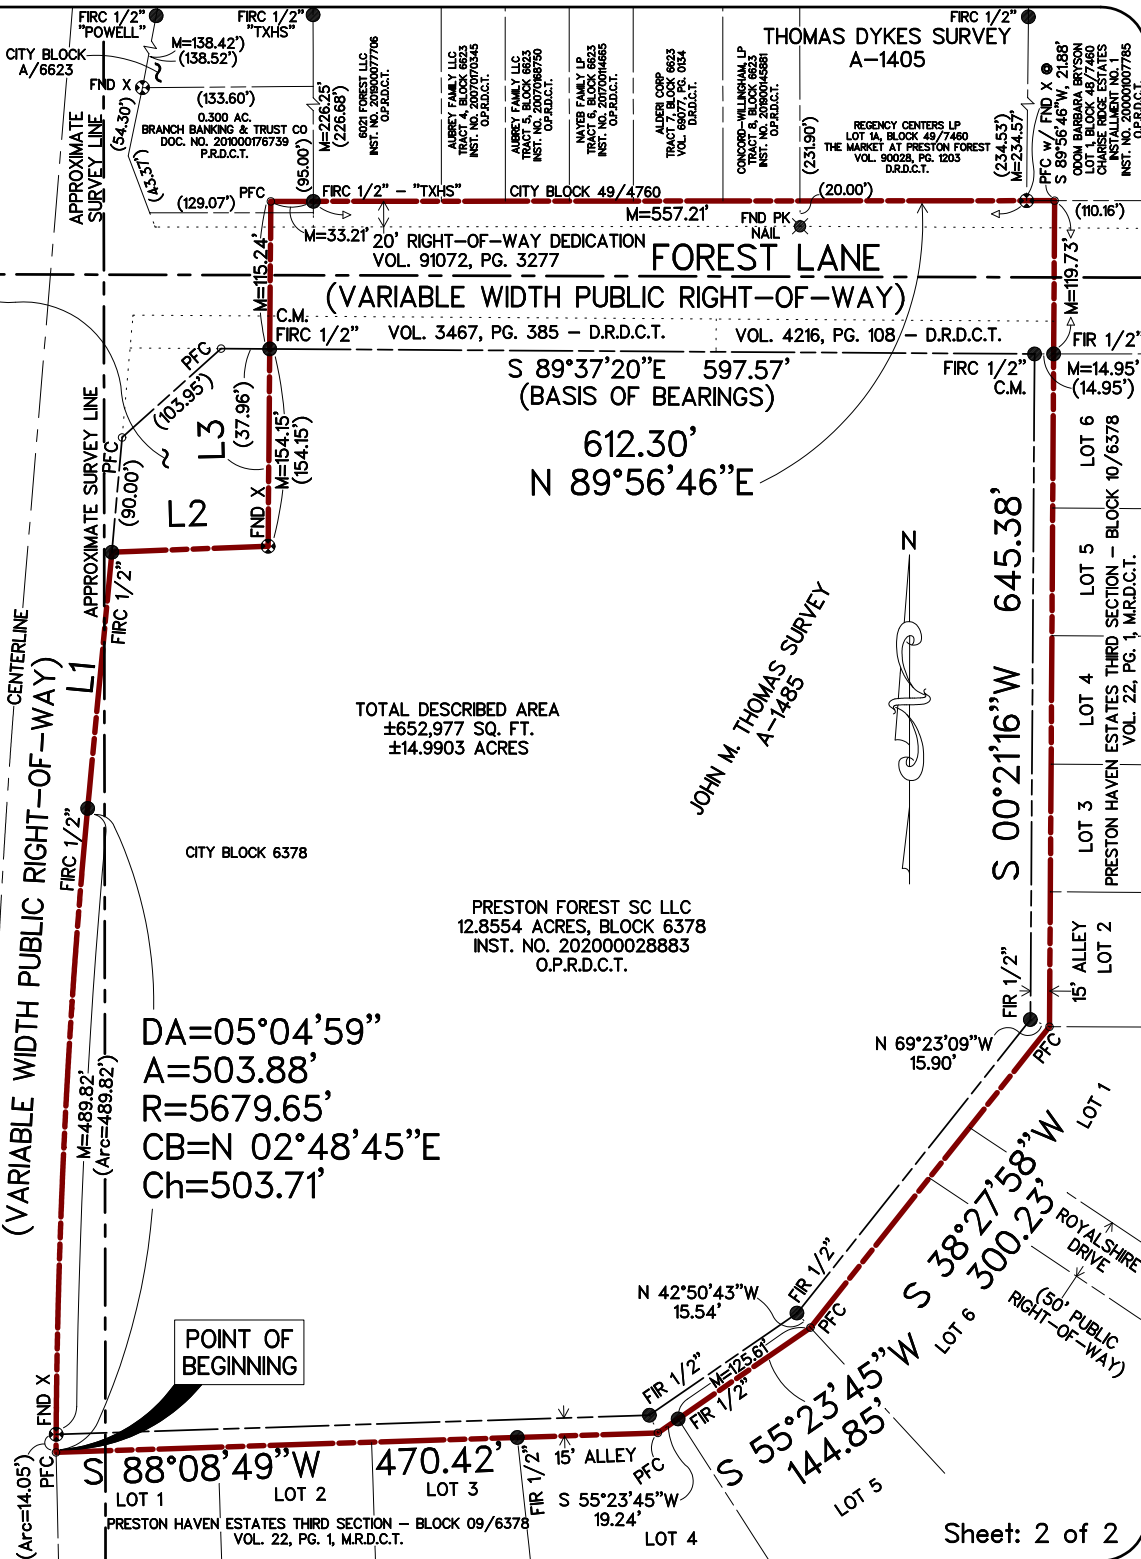 FIRC 1/2"
"POWELL"
FIRC 1/2"
"TXHS"
CITY BLOCK
A/6623
M=138.42'
(138.52')
FND X
(133.60')
(54.30')
(43.37')
0.300 AC.
BRANCH BANKING & TRUST CO
DOC. NO. 201000176739
P.R.D.C.T.
(95.00')
M=226.25'
(226.68')
(129.07')
PFC
APPROXIMATE
SURVEY LINE
6021 FOREST LLC
INST. NO. 201900077706
O.P.R.D.C.T.
AUBREY FAMILY LLC
TRACT 4, BLOCK 6623
INST. NO. 20070070345
O.P.R.D.C.T.
AUBREY FAMILY LLC
TRACT 5, BLOCK 6623
INST. NO. 20070168750
O.P.R.D.C.T.
NAYEB FAMILY LP
TRACT 6, BLOCK 6623
INST. NO. 201700114665
O.P.R.D.C.T.
ALDERI CORP
TRACT 7, BLOCK 6623
VOL 69077, PG. 0134
D.R.D.C.T.
CONCORD-WILLINGHAM, LP
TRACT 8, BLOCK 6623
INST. NO. 201900145881
O.P.R.D.C.T.
THOMAS DYKES SURVEY
A-1405
FIRC 1/2"
REGENCY CENTERS LP
LOT 1A, BLOCK 49/7460
THE MARKET AT PRESTON FOREST
VOL. 90028, PG. 1203
D.R.D.C.T.
(231.90')
(20.00')
(234.53')
M=234.57'
PFC w/ FND X @
S 89°56'46"W, 21.88'
ODOM BARBARA BRYSON
LOT 1, BLOCK 48/7460
CHARISE RIDGE ESTATES
INSTALLMENT NO. 1
INST. NO. 202000107785
O.P.R.D.C.T.
(110.16')
FIRC 1/2" - "TXHS"
CITY BLOCK 49/4760
M=557.21'
FND PK
NAIL
M=33.21'
20' RIGHT-OF-WAY DEDICATION
VOL. 91072, PG. 3277
M=115.24'
M=119.73'
FOREST LANE
(VARIABLE WIDTH PUBLIC RIGHT-OF-WAY)
C.M.
FIRC 1/2"
VOL. 3467, PG. 385 - D.R.D.C.T.
VOL. 4216, PG. 108 - D.R.D.C.T.
FIR 1/2"
FIRC 1/2"
C.M.
M=14.95'
(14.95')
S 89°37'20"E 597.57'
(BASIS OF BEARINGS)
612.30'
N 89°56'46"E
PFC
(103.95')
(37.96')
L3
M=154.15'
(154.15')
PFC
(90.00')
L2
FND X
APPROXIMATE SURVEY LINE
FIRC 1/2"
L1
CENTERLINE
(VARIABLE WIDTH PUBLIC RIGHT-OF-WAY)
FIRC 1/2"
N
JOHN M. THOMAS SURVEY
A-1485
S 00°21'16"W 645.38'
LOT 6
LOT 5
LOT 4
LOT 3
LOT 2
15' ALLEY
PRESTON HAVEN ESTATES THIRD SECTION - BLOCK 10/6378
VOL. 22, PG. 1, M.R.D.C.T.
TOTAL DESCRIBED AREA
±652,977 SQ. FT.
±14.9903 ACRES
CITY BLOCK 6378
PRESTON FOREST SC LLC
12.8554 ACRES, BLOCK 6378
INST. NO. 202000028883
O.P.R.D.C.T.
DA=05°04'59"
A=503.88'
R=5679.65'
CB=N 02°48'45"E
Ch=503.71'
M=489.82'
(Arc=489.82')
FIR 1/2"
N 69°23'09"W
15.90'
PFC
LOT 1
S 38°27'58"W
300.23'
ROYALSHIRE
DRIVE
(50' PUBLIC
RIGHT-OF-WAY)
LOT 6
N 42°50'43"W
15.54'
FIR 1/2"
PFC
M=125.61'
FIR 1/2"
FIR 1/2"
S 55°23'45"W
144.85'
LOT 5
POINT OF
BEGINNING
FND X
PFC
(Arc=14.05')
S 88°08'49"W 470.42'
FIR 1/2"
15' ALLEY
PFC
S 55°23'45"W
19.24'
LOT 1
LOT 2
LOT 3
LOT 4
PRESTON HAVEN ESTATES THIRD SECTION - BLOCK 09/6378
VOL. 22, PG. 1, M.R.D.C.T.
Sheet: 2 of 2